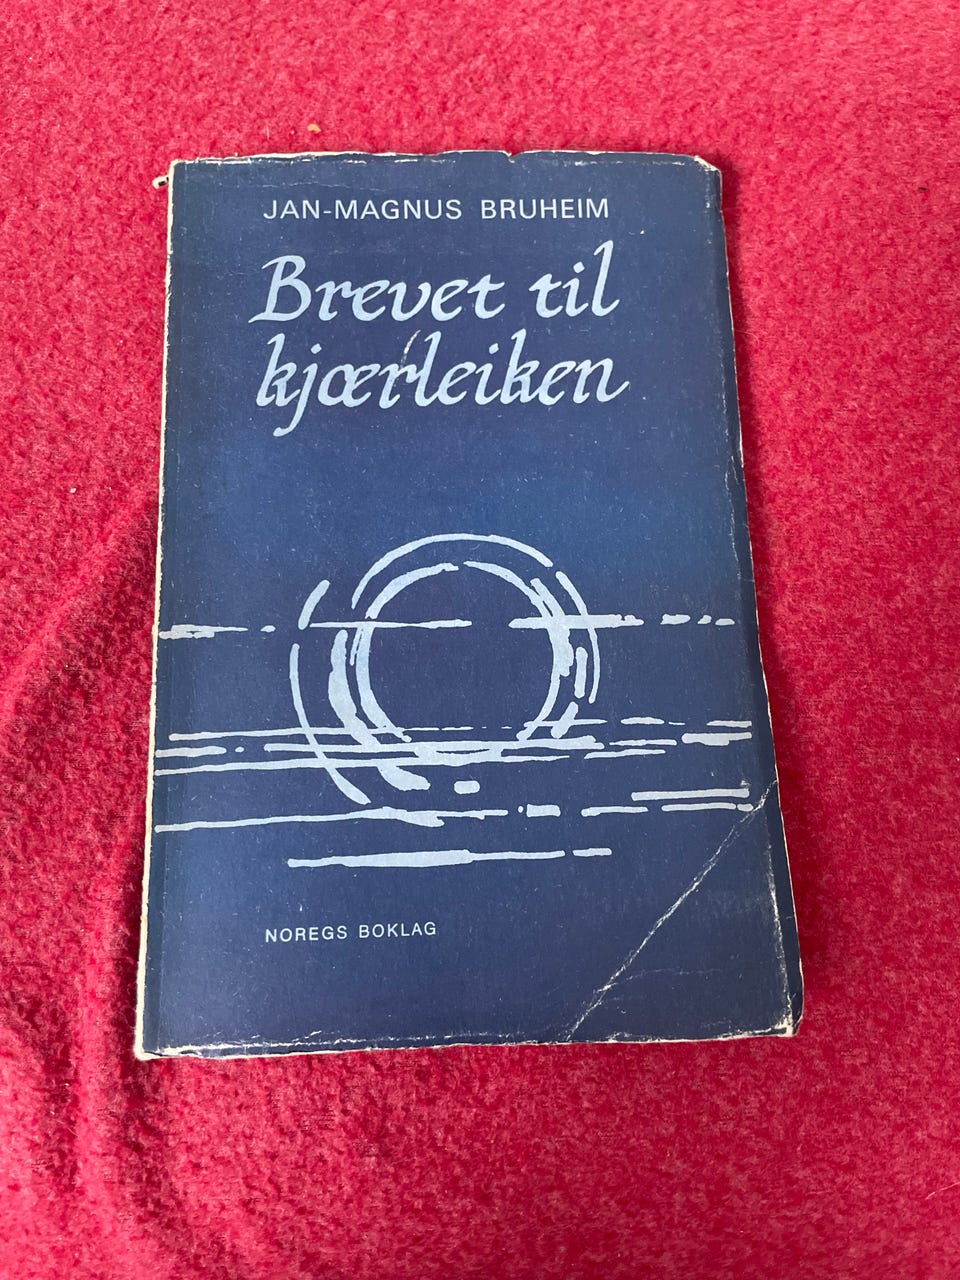 JAN-MAGNUS BRUHEIM
Brevet til
kjærleiken
NOREGS BOKLAG